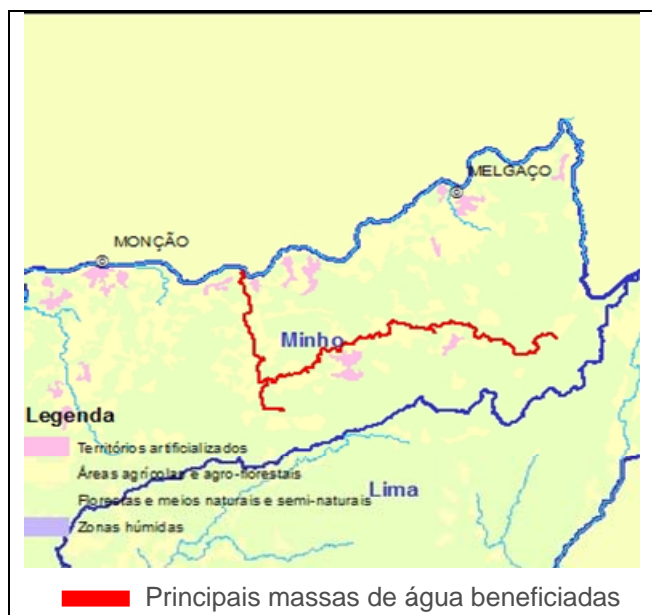 MELGAÇO
MONÇÃO
Minho
Legenda
Territórios artificializados
Áreas agrícolas e agro-florestais
Florestas e meios naturais e semi-naturais
Lima
Zonas húmidas
Principais massas de água beneficiadas